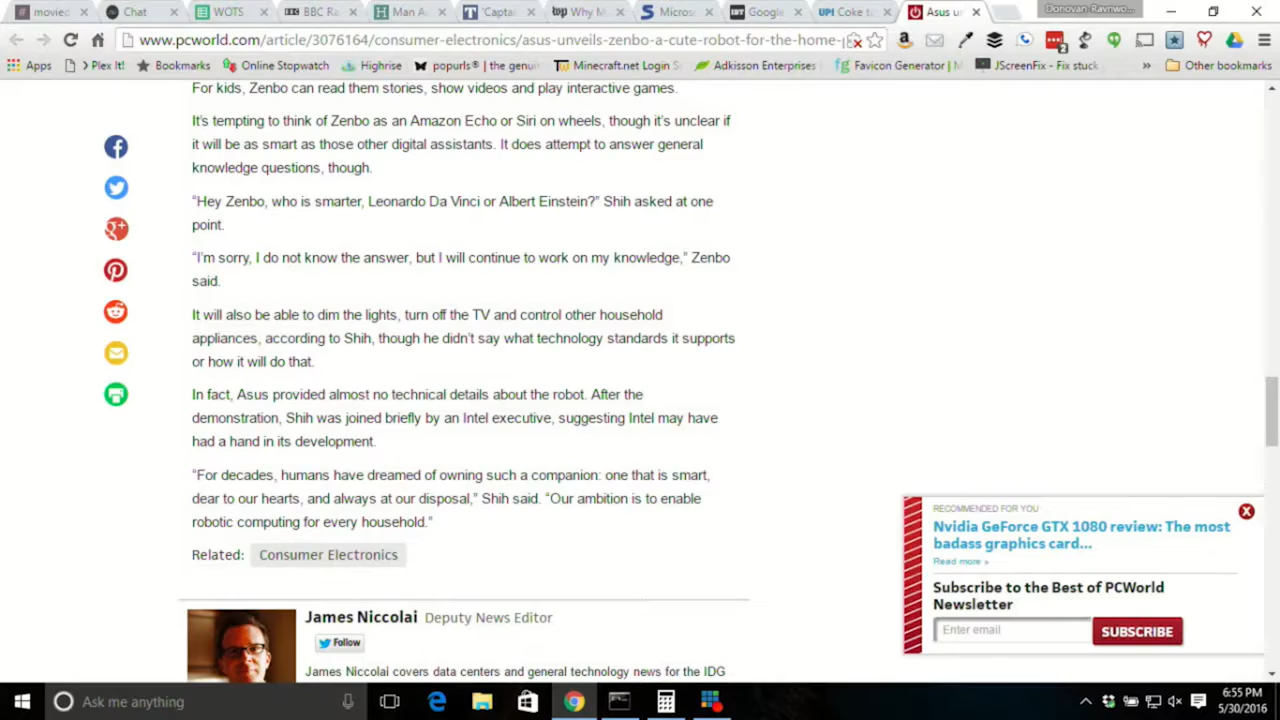 movied
Chat
WOTS
BBC Ra
Man A
'Captai
Why M
Micros
Google
Coke t
Asus u
Donovan-Ravnwo...
www.pcworld.com/article/3076164/consumer-electronics/asus-unveils-zenbo-a-cute-robot-for-the-home-
Apps
> Plex It!
Bookmarks
Online Stopwatch
Highrise
popurls® | the genui
Minecraft.net Login S
Adkisson Enterprises
Favicon Generator | M
JScreenFix - Fix stuck
»
Other bookmarks
For kids, Zenbo can read them stories, show videos and play interactive games.
It's tempting to think of Zenbo as an Amazon Echo or Siri on wheels, though it's unclear if
it will be as smart as those other digital assistants. It does attempt to answer general
knowledge questions, though.
“Hey Zenbo, who is smarter, Leonardo Da Vinci or Albert Einstein?” Shih asked at one
point.
“I'm sorry, I do not know the answer, but I will continue to work on my knowledge,” Zenbo
said.
It will also be able to dim the lights, turn off the TV and control other household
appliances, according to Shih, though he didn't say what technology standards it supports
or how it will do that.
In fact, Asus provided almost no technical details about the robot. After the
demonstration, Shih was joined briefly by an Intel executive, suggesting Intel may have
had a hand in its development.
“For decades, humans have dreamed of owning such a companion: one that is smart,
dear to our hearts, and always at our disposal,” Shih said. “Our ambition is to enable
robotic computing for every household.”
Related: Consumer Electronics
James Niccolai Deputy News Editor
Follow
James Niccolai covers data centers and general technology news for the IDG
RECOMMENDED FOR YOU
Nvidia GeForce GTX 1080 review: The most
badass graphics card...
Read more »
Subscribe to the Best of PCWorld
Newsletter
Enter email
SUBSCRIBE
Ask me anything
6:55 PM
5/30/2016